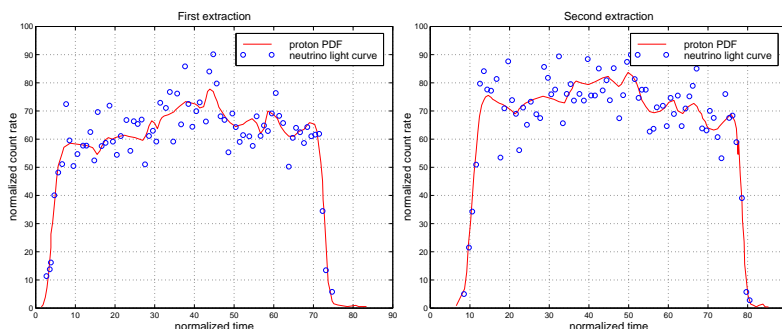 First extraction
normalized count rate
100
90
80
70
60
50
40
30
20
10
0
proton PDF
neutrino light curve
0 10 20 30 40 50 60 70 80 90
normalized time
Second extraction
normalized count rate
100
90
80
70
60
50
40
30
20
10
0
proton PDF
neutrino light curve
0 10 20 30 40 50 60 70 80
normalized time